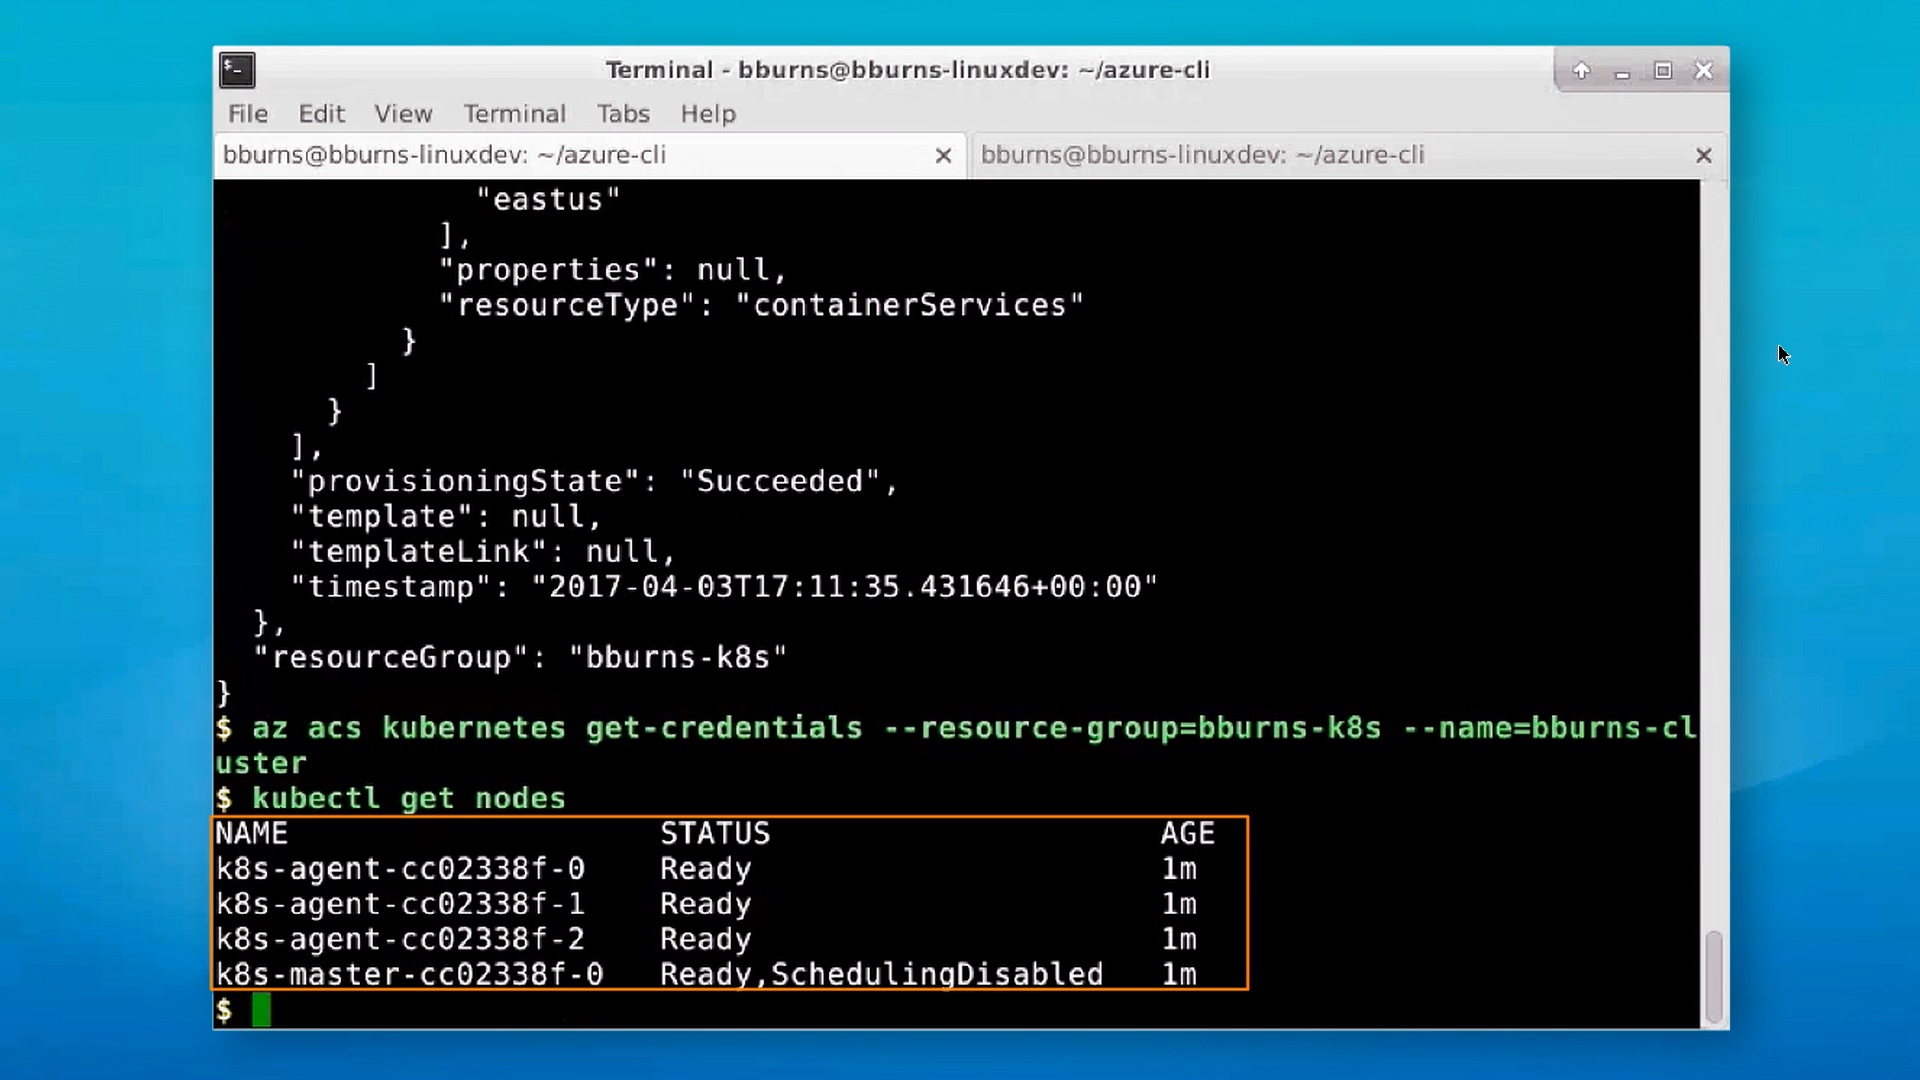 Terminal - bburns@bburns-linuxdev: ~/azure-cli
File Edit View Terminal Tabs Help
bburns@bburns-linuxdev: ~/azure-cli
bburns@bburns-linuxdev: ~/azure-cli
"eastus"
],
"properties": null,
"resourceType": "containerServices"
}
]
}
],
"provisioningState": "Succeeded",
"template": null,
"templateLink": null,
"timestamp": "2017-04-03T17:11:35.431646+00:00"
},
"resourceGroup": "bburns-k8s"
}
$ az acs kubernetes get-credentials --resource-group=bburns-k8s --name=bburns-cl
uster
$ kubectl get nodes
NAME STATUS AGE
k8s-agent-cc02338f-0 Ready 1m
k8s-agent-cc02338f-1 Ready 1m
k8s-agent-cc02338f-2 Ready 1m
k8s-master-cc02338f-0 Ready,SchedulingDisabled 1m
$